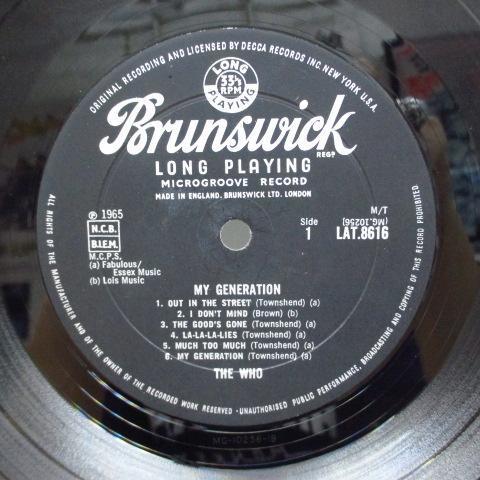 ORIGINAL RECORDING AND LICENSED BY DECCA RECORDS INC. NEW YORK U.S.A.
LONG
33⅓
RPM
PLAYING
Brunswick
REGD
LONG PLAYING
MICROGROOVE RECORD
MADE IN ENGLAND. BRUNSWICK LTD. LONDON
℗ 1965
N.C.B.
B.I.E.M.
M.C.P.S.
(a) Fabulous/
Essex Music
(b) Lois Music
Side
1
M/T
(MG.10256)
LAT.8616
MY GENERATION
1. OUT IN THE STREET (Townshend) (a)
2. I DON'T MIND (Brown) (b)
3. THE GOOD'S GONE (Townshend) (a)
4. LA-LA-LA-LIES (Townshend) (a)
5. MUCH TOO MUCH (Townshend) (a)
6. MY GENERATION (Townshend) (a)
THE WHO
ALL RIGHTS OF THE MANUFACTURER AND OF THE OWNER OF THE RECORDED WORK RESERVED · UNAUTHORISED PUBLIC PERFORMANCE, BROADCASTING AND COPYING OF THIS RECORD PROHIBITED